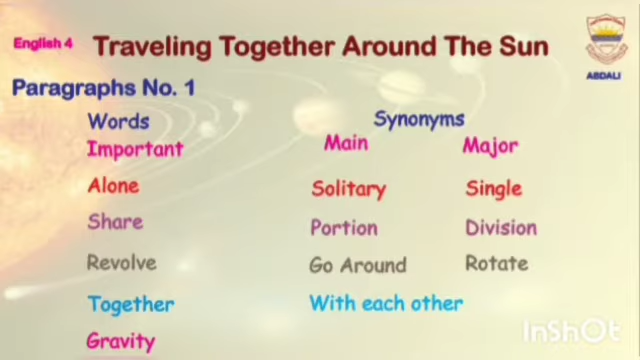 English 4
Traveling Together Around The Sun
ABDALI
Paragraphs No. 1
Words Synonyms
Important Main Major
Alone Solitary Single
Share Portion Division
Revolve Go Around Rotate
Together With each other
Gravity
InShOt